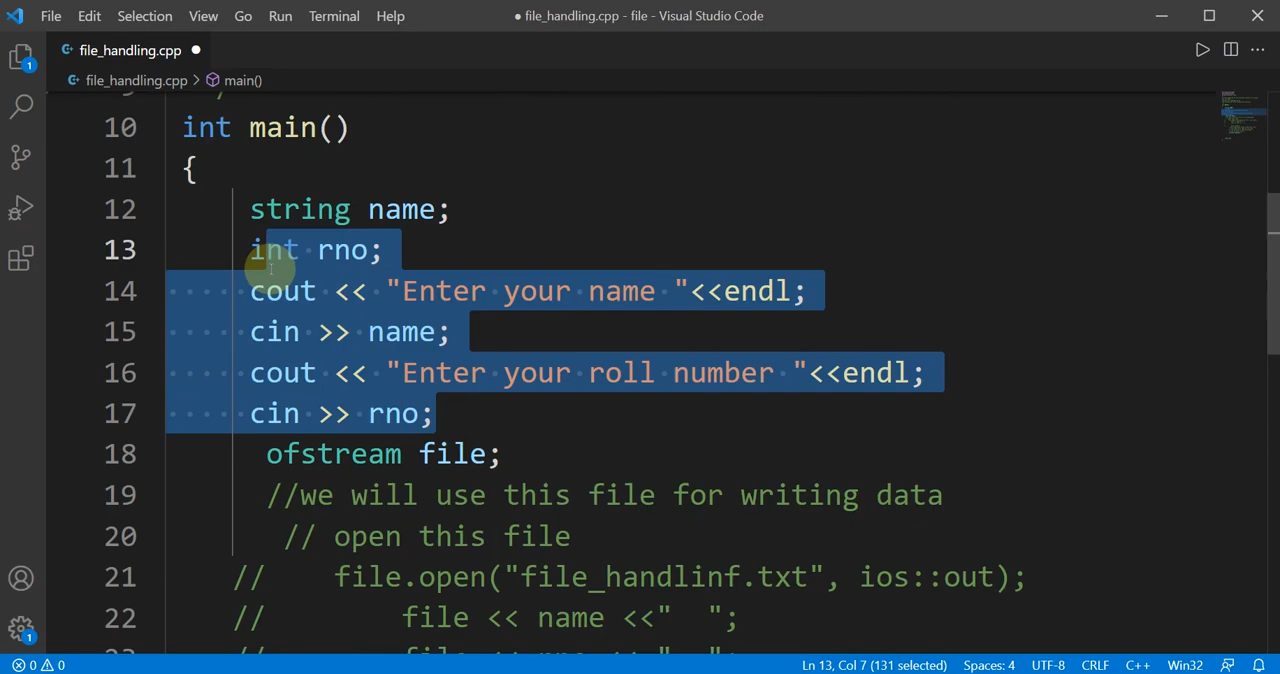 File Edit Selection View Go Run Terminal Help ● file_handling.cpp - file - Visual Studio Code
file_handling.cpp ●
file_handling.cpp > main()
10 int main()
11 {
12 string name;
13 int rno;
14 cout << "Enter your name "<<endl;
15 cin >> name;
16 cout << "Enter your roll number "<<endl;
17 cin >> rno;
18 ofstream file;
19 //we will use this file for writing data
20 // open this file
21 // file.open("file_handlinf.txt", ios::out);
22 // file << name <<" ";
1
1
0 0 Ln 13, Col 7 (131 selected) Spaces: 4 UTF-8 CRLF C++ Win32